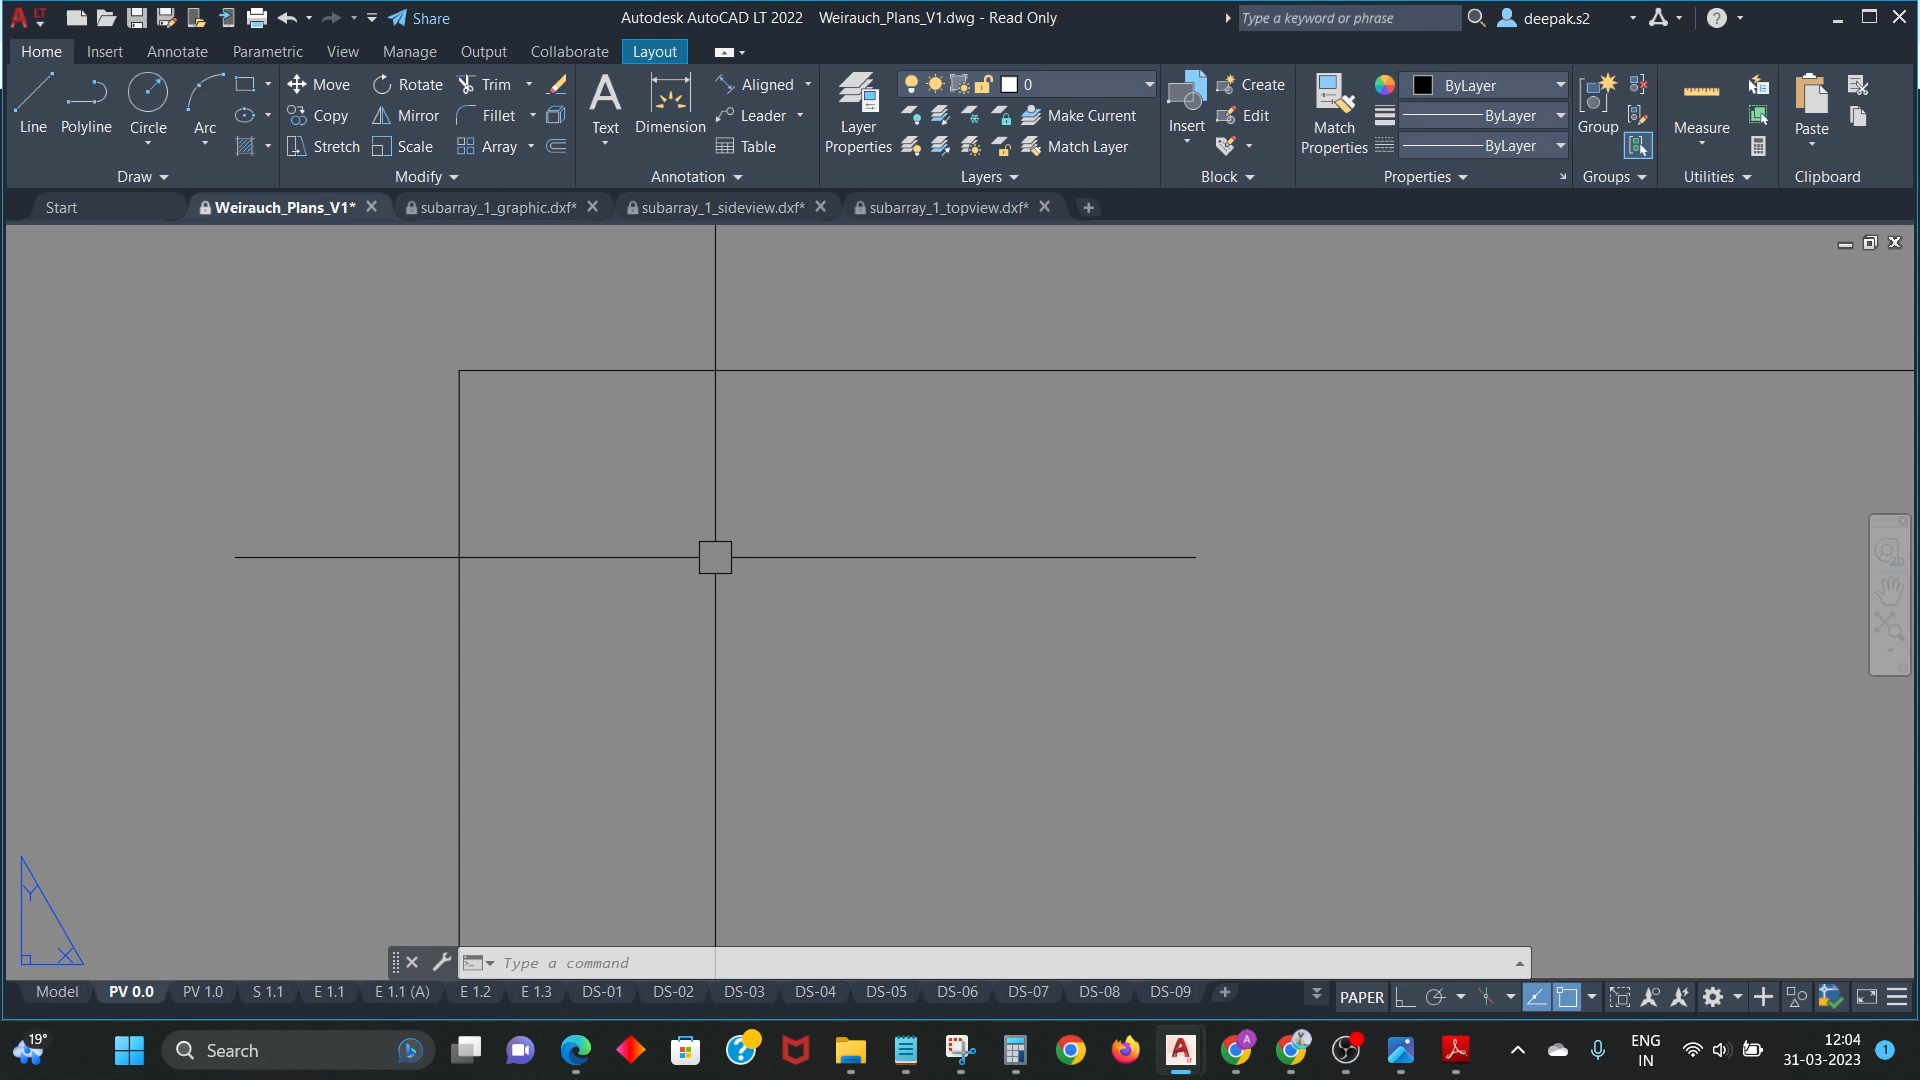 LT
Share
Autodesk AutoCAD LT 2022 Weirauch_Plans_V1.dwg - Read Only
Type a keyword or phrase
deepak.s2
Home Insert Annotate Parametric View Manage Output Collaborate Layout
Line Polyline Circle Arc
Move Rotate Trim
Copy Mirror Fillet
Stretch Scale Array
Text Dimension
Aligned
Leader
Table
Layer Properties
0
Make Current
Match Layer
Insert
Create
Edit
Match Properties
ByLayer
ByLayer
ByLayer
Group
Measure
Paste
Draw Modify Annotation Layers Block Properties Groups Utilities Clipboard
Start Weirauch_Plans_V1* subarray_1_graphic.dxf* subarray_1_sideview.dxf* subarray_1_topview.dxf*
2D
Y
X
Type a command
Model PV 0.0 PV 1.0 S 1.1 E 1.1 E 1.1 (A) E 1.2 E 1.3 DS-01 DS-02 DS-03 DS-04 DS-05 DS-06 DS-07 DS-08 DS-09 PAPER
19°
Search
A
A
LT
ENG
IN
12:04
31-03-2023
1